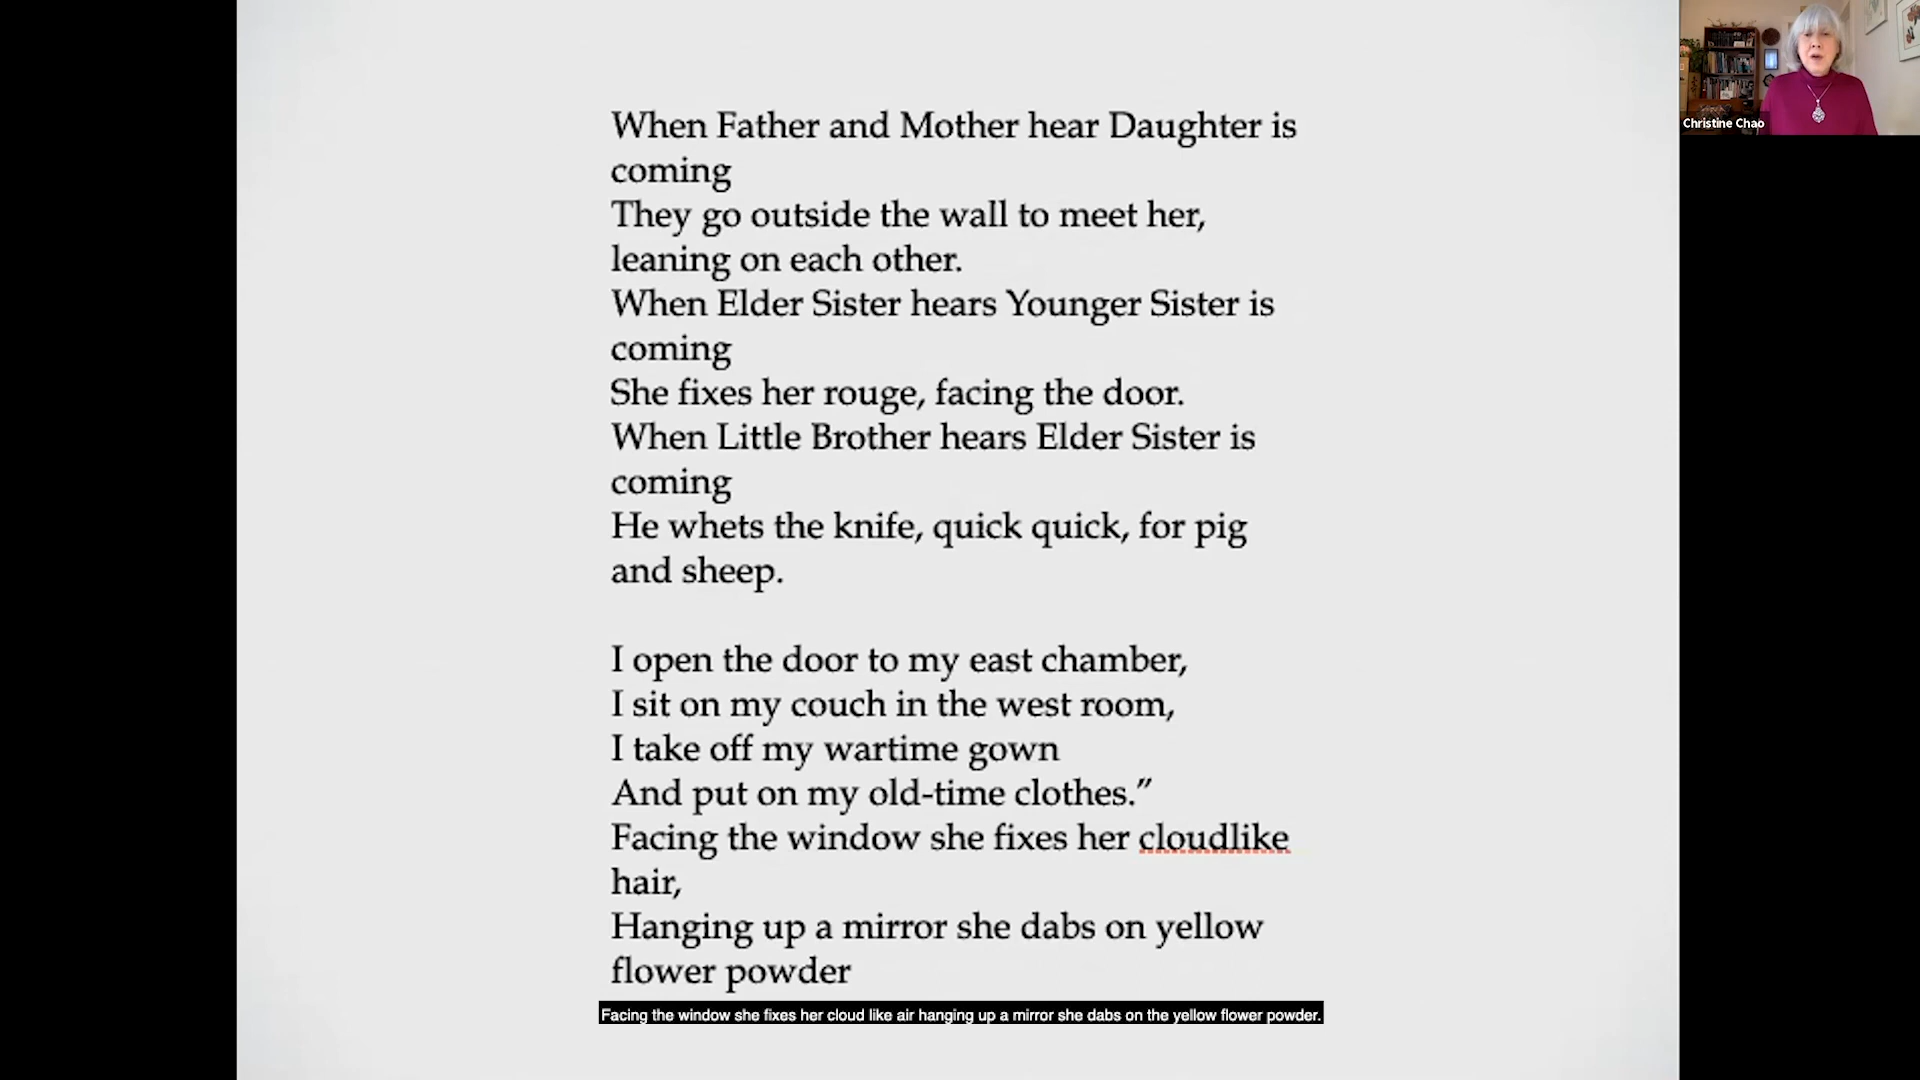 When Father and Mother hear Daughter is
coming
They go outside the wall to meet her,
leaning on each other.
When Elder Sister hears Younger Sister is
coming
She fixes her rouge, facing the door.
When Little Brother hears Elder Sister is
coming
He whets the knife, quick quick, for pig
and sheep.
I open the door to my east chamber,
I sit on my couch in the west room,
I take off my wartime gown
And put on my old-time clothes.”
Facing the window she fixes her cloudlike
hair,
Hanging up a mirror she dabs on yellow
flower powder
Facing the window she fixes her cloud like air hanging up a mirror she dabs on the yellow flower powder.
Christine Chao